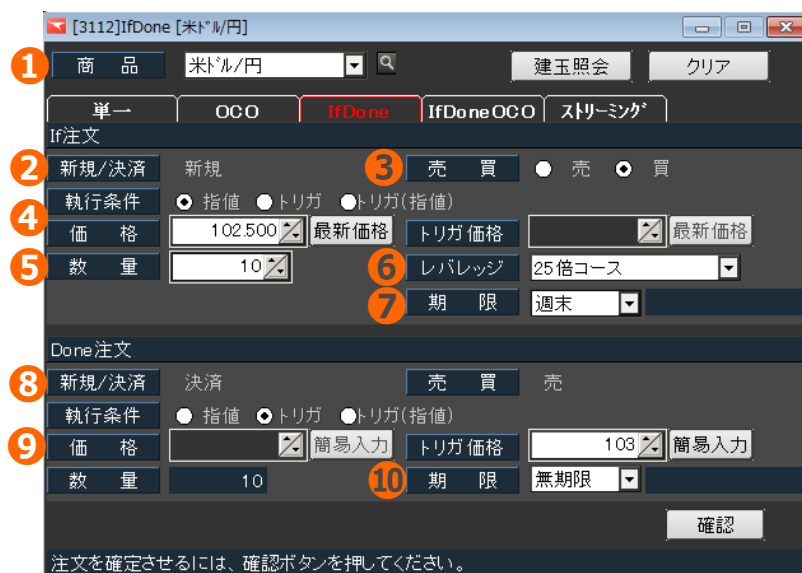 [3112]IfDone [米ﾄﾞﾙ/円]
1 商 品 米ﾄﾞﾙ/円 建玉照会 クリア
単一 OCO IfDone IfDoneOCO ｽﾄﾘｰﾐﾝｸﾞ
If注文
2 新規/決済 新規 3 売 買 売 買
執行条件 指値 トリガ トリガ(指値)
4 価 格 102.500 最新価格 トリガ価格 最新価格
5 数 量 10 6 レバレッジ 25倍コース
7 期 限 週末
Done注文
8 新規/決済 決済 売 買 売
執行条件 指値 トリガ トリガ(指値)
9 価 格 簡易入力 トリガ価格 103 簡易入力
数 量 10 10 期 限 無期限
確認
注文を確定させるには、確認ボタンを押してください。